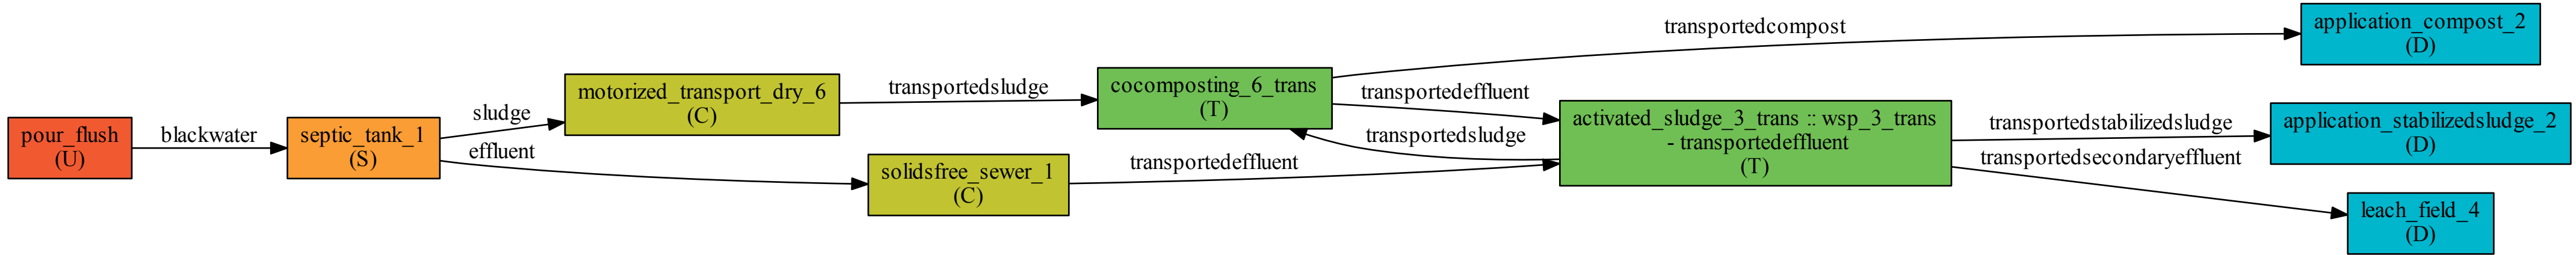 pour_flush
(U)
blackwater
septic_tank_1
(S)
sludge
effluent
motorized_transport_dry_6
(C)
solidsfree_sewer_1
(C)
transportedsludge
transportedeffluent
cocomposting_6_trans
(T)
transportedcompost
transportedeffluent
transportedsludge
activated_sludge_3_trans :: wsp_3_trans
- transportedeffluent
(T)
transportedstabilizedsludge
transportedsecondaryeffluent
application_compost_2
(D)
application_stabilizedsludge_2
(D)
leach_field_4
(D)